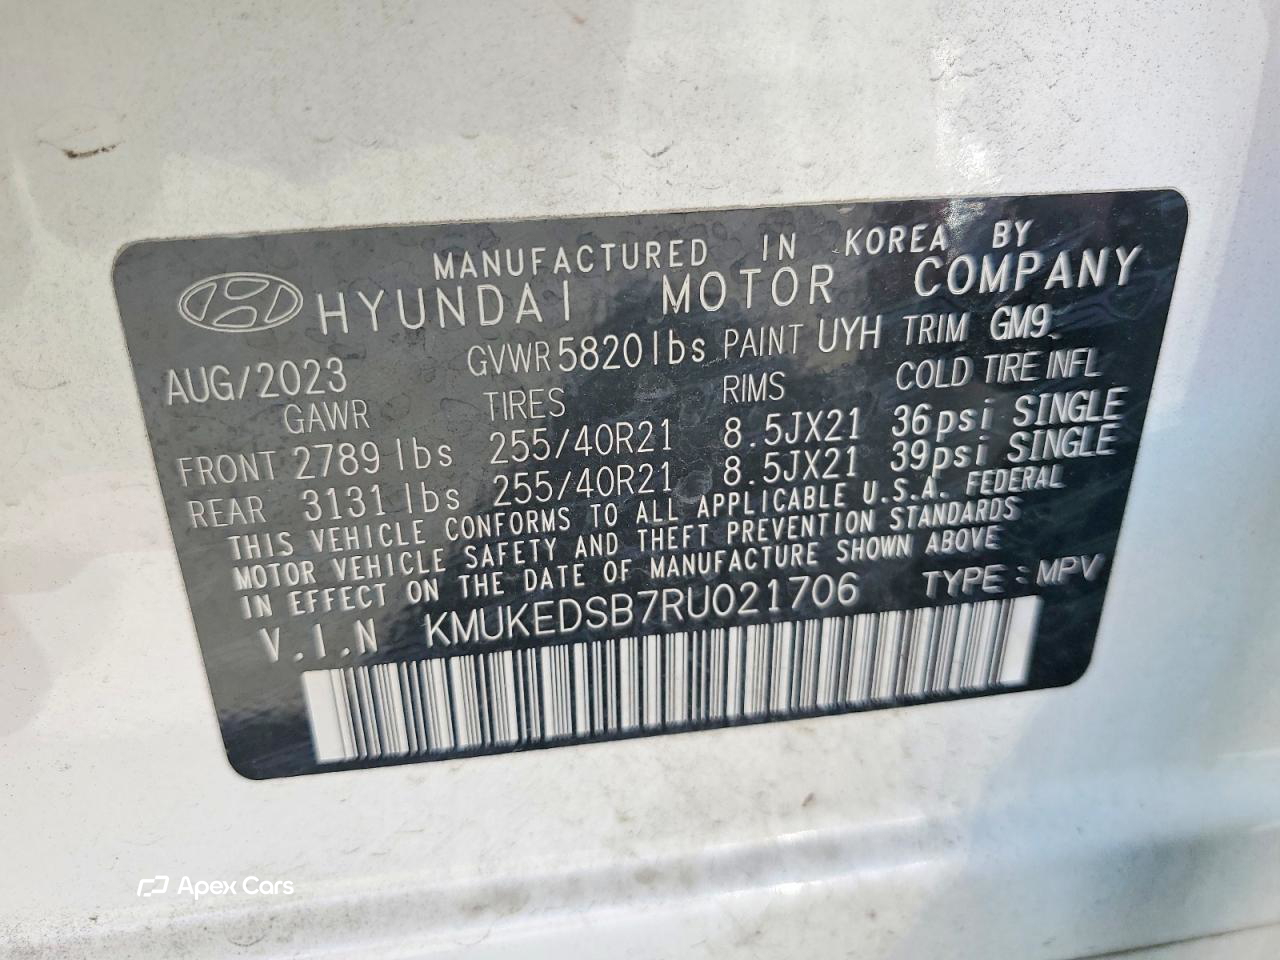 MANUFACTURED IN KOREA BY
HYUNDAI MOTOR COMPANY
AUG/2023 GVWR 5820lbs PAINT UYH TRIM GM9
GAWR TIRES RIMS COLD TIRE INFL
FRONT 2789 lbs 255/40R21 8.5JX21 36psi SINGLE
REAR 3131 lbs 255/40R21 8.5JX21 39psi SINGLE
THIS VEHICLE CONFORMS TO ALL APPLICABLE U.S.A. FEDERAL
MOTOR VEHICLE SAFETY AND THEFT PREVENTION STANDARDS
IN EFFECT ON THE DATE OF MANUFACTURE SHOWN ABOVE
V.I.N KMUKEDSB7RU021706 TYPE : MPV
Apex Cars